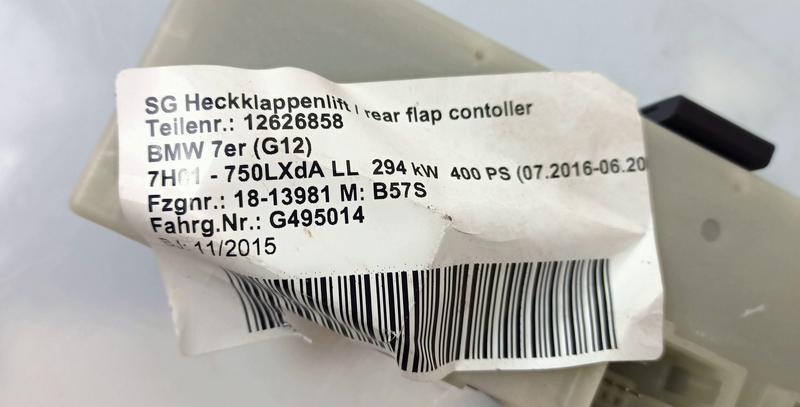 SG Heckklappenlift / rear flap contoller
Teilenr.: 12626858
BMW 7er (G12)
- 750LXdA LL 294 kW 400 PS (07.2016-06.20
Fzgnr.: 18-13981 M: B57S
Fahrg.Nr.: G495014
11/2015